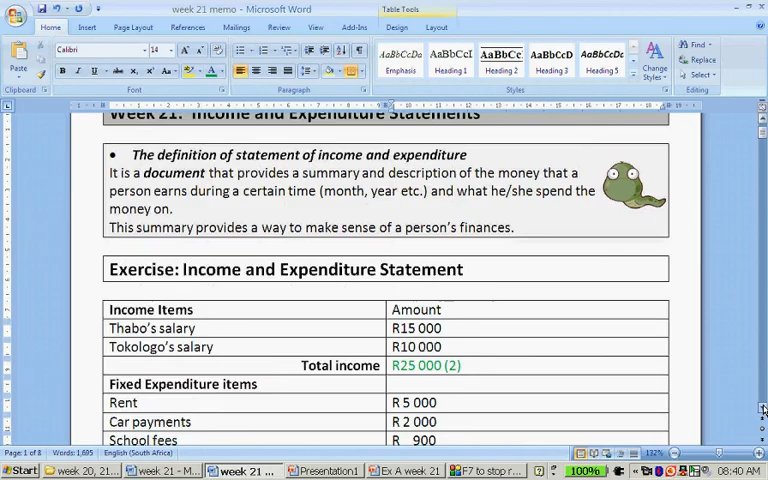 week 21 memo - Microsoft Word
Table Tools
Home Insert Page Layout References Mailings Review View Add-Ins Design Layout
Calibri 14
AaBbCcDc AaBbCcI AaBbCc AaBbCcD AaBbCcDc
Emphasis Heading 1 Heading 2 Heading 3 Heading 5
Paste
Change Styles
Find
Replace
Select
Clipboard Font Paragraph Styles Editing
Week 21: Income and Expenditure Statements
• The definition of statement of income and expenditure
It is a document that provides a summary and description of the money that a
person earns during a certain time (month, year etc.) and what he/she spend the
money on.
This summary provides a way to make sense of a person's finances.
Exercise: Income and Expenditure Statement
Income Items Amount
Thabo's salary R15 000
Tokologo's salary R10 000
Total income R25 000 (2)
Fixed Expenditure items
Rent R 5 000
Car payments R 2 000
School fees R 900
Page: 1 of 8 Words: 1,695 English (South Africa) 132%
Start week 20, 21... week 21 - M... week 21 ... Presentation1 Ex A week 21 F7 to stop r... 100% 08:40 AM